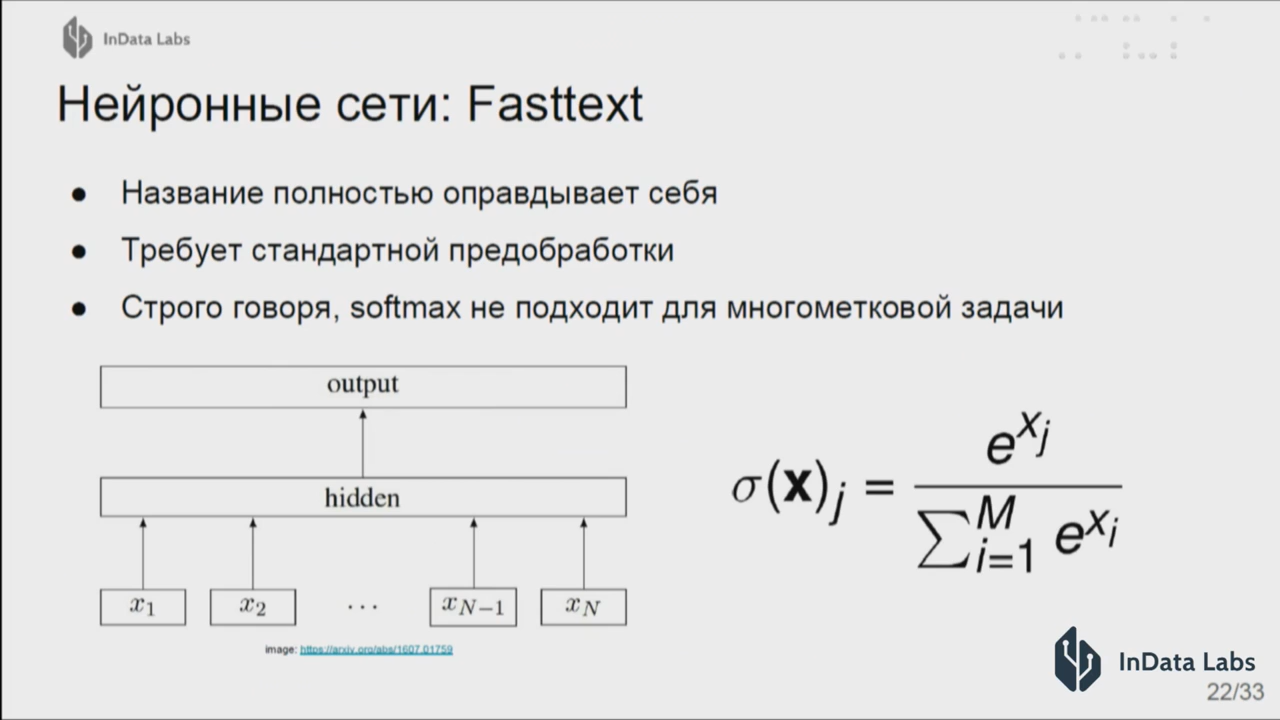 InData Labs
Нейронные сети: Fasttext
● Название полностью оправдывает себя
● Требует стандартной предобработки
● Строго говоря, softmax не подходит для многометковой задачи
output
hidden
x_1 x_2 ... x_{N-1} x_N
image: https://arxiv.org/abs/1607.01759
σ(x)_j = e^{x_j} / ∑_{i=1}^{M} e^{x_i}
InData Labs
22/33